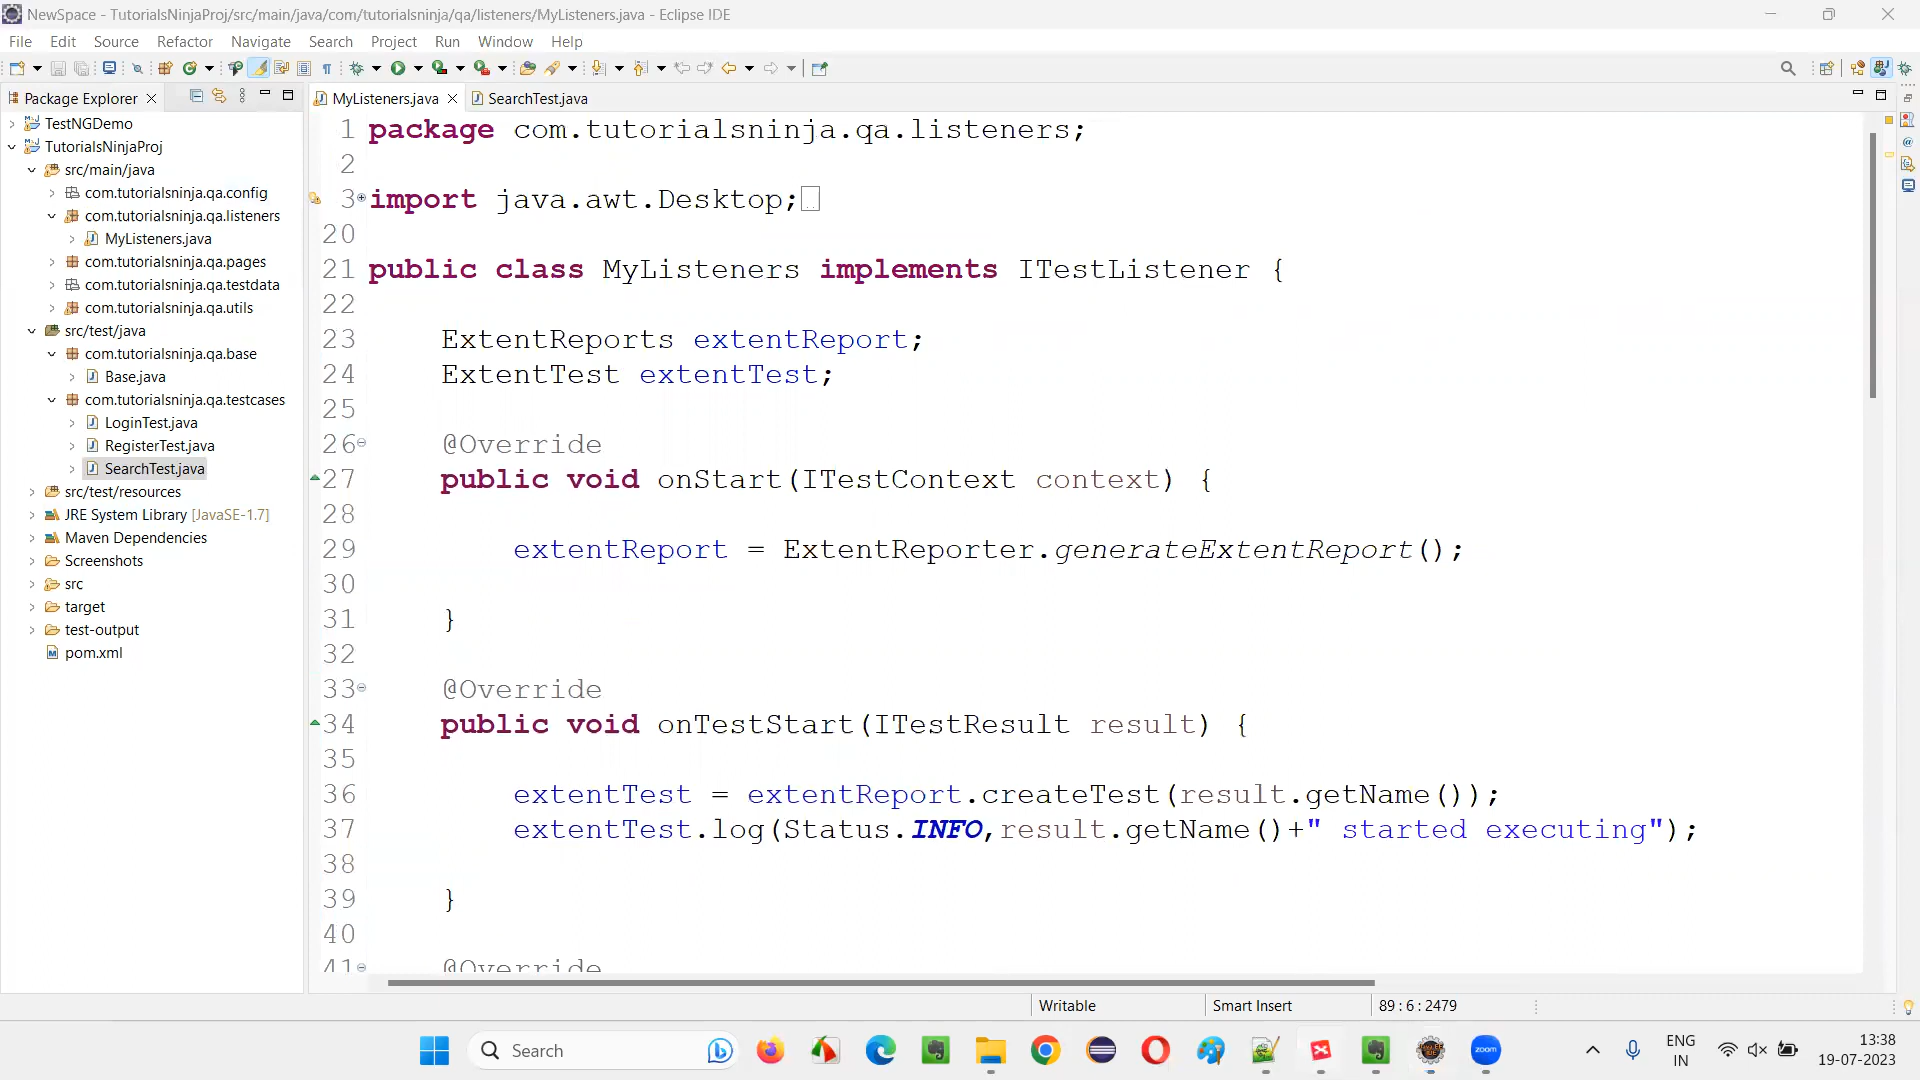 NewSpace - TutorialsNinjaProj/src/main/java/com/tutorialsninja/qa/listeners/MyListeners.java - Eclipse IDE
File Edit Source Refactor Navigate Search Project Run Window Help
Package Explorer
MyListeners.java
SearchTest.java
TestNGDemo
TutorialsNinjaProj
src/main/java
com.tutorialsninja.qa.config
com.tutorialsninja.qa.listeners
MyListeners.java
com.tutorialsninja.qa.pages
com.tutorialsninja.qa.testdata
com.tutorialsninja.qa.utils
src/test/java
com.tutorialsninja.qa.base
Base.java
com.tutorialsninja.qa.testcases
LoginTest.java
RegisterTest.java
SearchTest.java
src/test/resources
JRE System Library [JavaSE-1.7]
Maven Dependencies
Screenshots
src
target
test-output
pom.xml
1 package com.tutorialsninja.qa.listeners;
2
3 import java.awt.Desktop;
20
21 public class MyListeners implements ITestListener {
22
23 ExtentReports extentReport;
24 ExtentTest extentTest;
25
26 @Override
27 public void onStart(ITestContext context) {
28
29 extentReport = ExtentReporter.generateExtentReport();
30
31 }
32
33 @Override
34 public void onTestStart(ITestResult result) {
35
36 extentTest = extentReport.createTest(result.getName());
37 extentTest.log(Status.INFO,result.getName()+" started executing");
38
39 }
40
41 @Override
Writable
Smart Insert
89 : 6 : 2479
Search
zoom
ENG
IN
13:38
19-07-2023